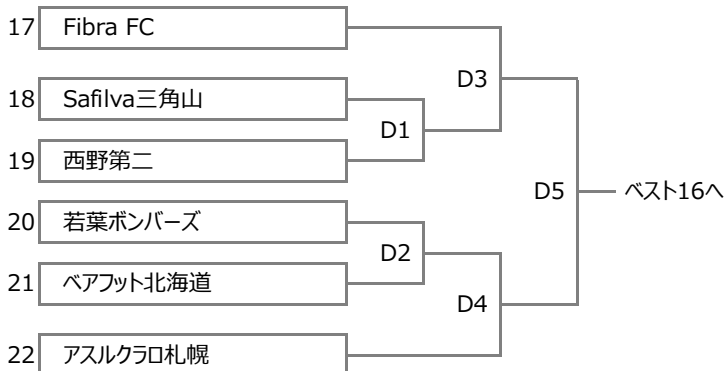 17 Fibra FC
D3
18 Safilva三角山
D1
19 西野第二
D5 ベスト16へ
20 若葉ボンバーズ
D2
21 ベアフット北海道
D4
22 アスルクラロ札幌